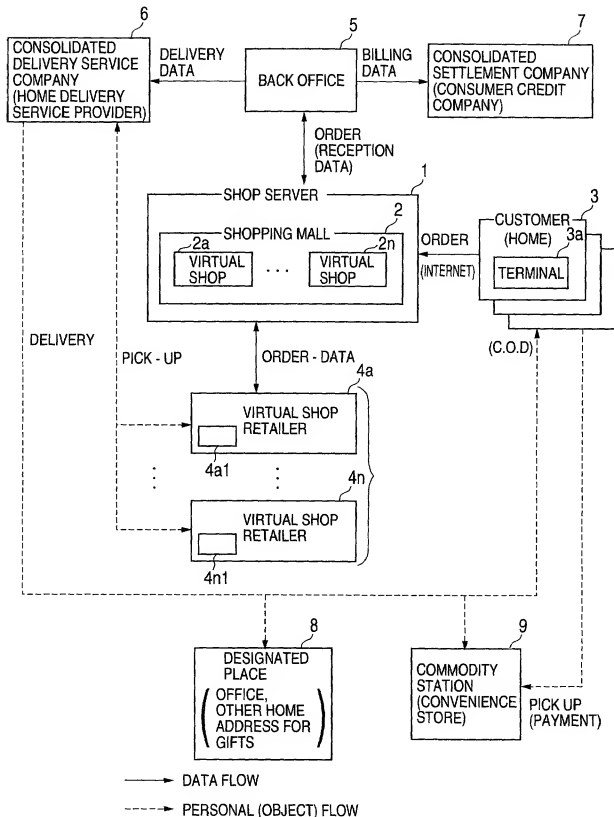 6
CONSOLIDATED
DELIVERY SERVICE
COMPANY
(HOME DELIVERY
SERVICE PROVIDER)
DELIVERY
DATA
5
BACK OFFICE
BILLING
DATA
7
CONSOLIDATED
SETTLEMENT COMPANY
(CONSUMER CREDIT
COMPANY)
ORDER
(RECEPTION
DATA)
1
SHOP SERVER
2
SHOPPING MALL
2a
VIRTUAL
SHOP
. . .
2n
VIRTUAL
SHOP
ORDER
(INTERNET)
3
CUSTOMER
(HOME)
3a
TERMINAL
(C.O.D)
DELIVERY
PICK - UP
ORDER - DATA
4a
VIRTUAL SHOP
RETAILER
4a1
4n
VIRTUAL SHOP
RETAILER
4n1
8
DESIGNATED
PLACE
(OFFICE,
OTHER HOME
ADDRESS FOR
GIFTS)
9
COMMODITY
STATION
(CONVENIENCE
STORE)
PICK UP
(PAYMENT)
DATA FLOW
PERSONAL (OBJECT) FLOW